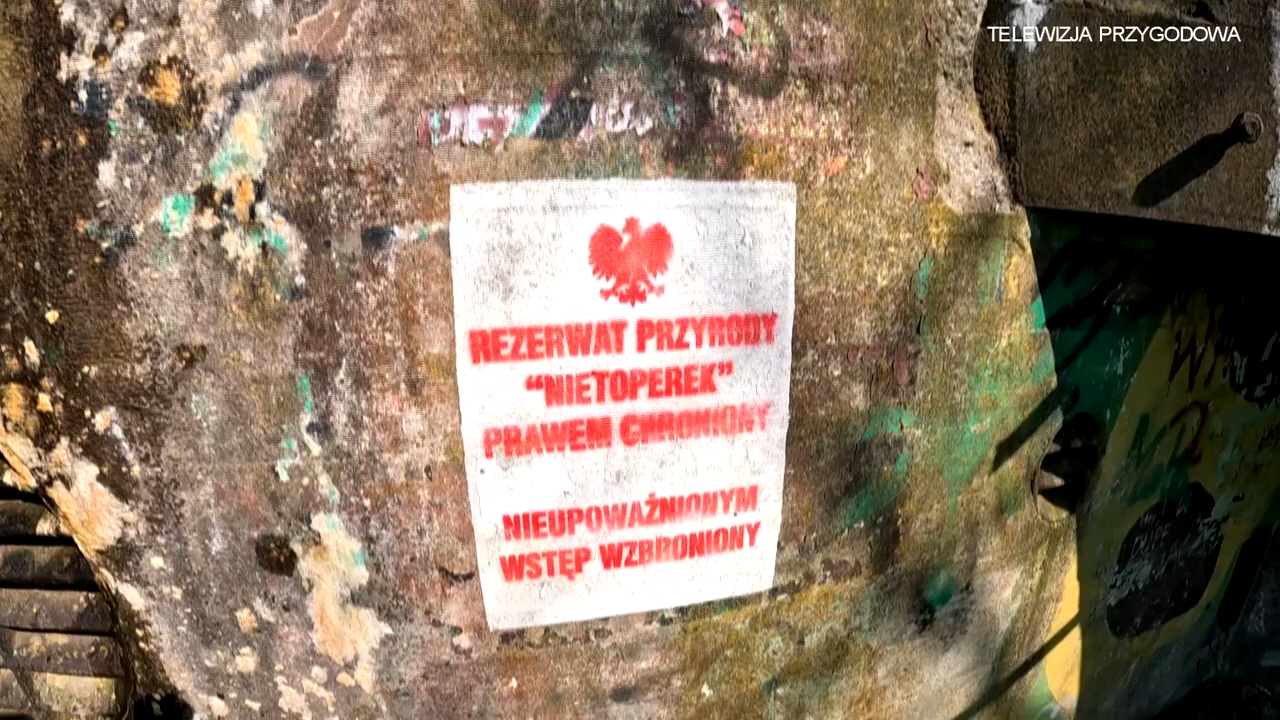 TELEWIZJA PRZYGODOWA
REZERWAT PRZYRODY
“NIETOPEREK”
PRAWEM CHRONIONY
NIEUPOWAŻNIONYM
WSTĘP WZBRONIONY